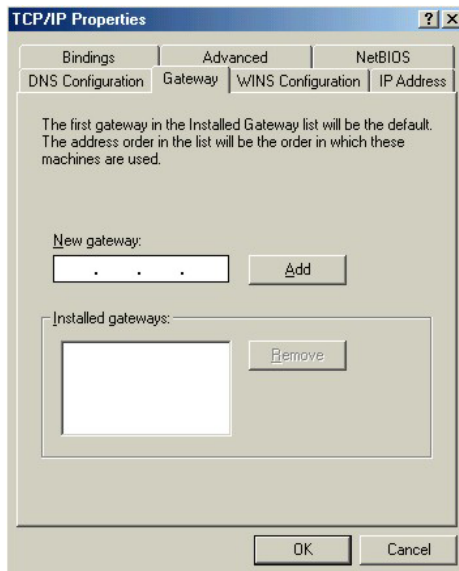 TCP/IP Properties
Bindings Advanced NetBIOS
DNS Configuration Gateway WINS Configuration IP Address
The first gateway in the Installed Gateway list will be the default.
The address order in the list will be the order in which these
machines are used.
New gateway:
. . . Add
Installed gateways:
Remove
OK Cancel